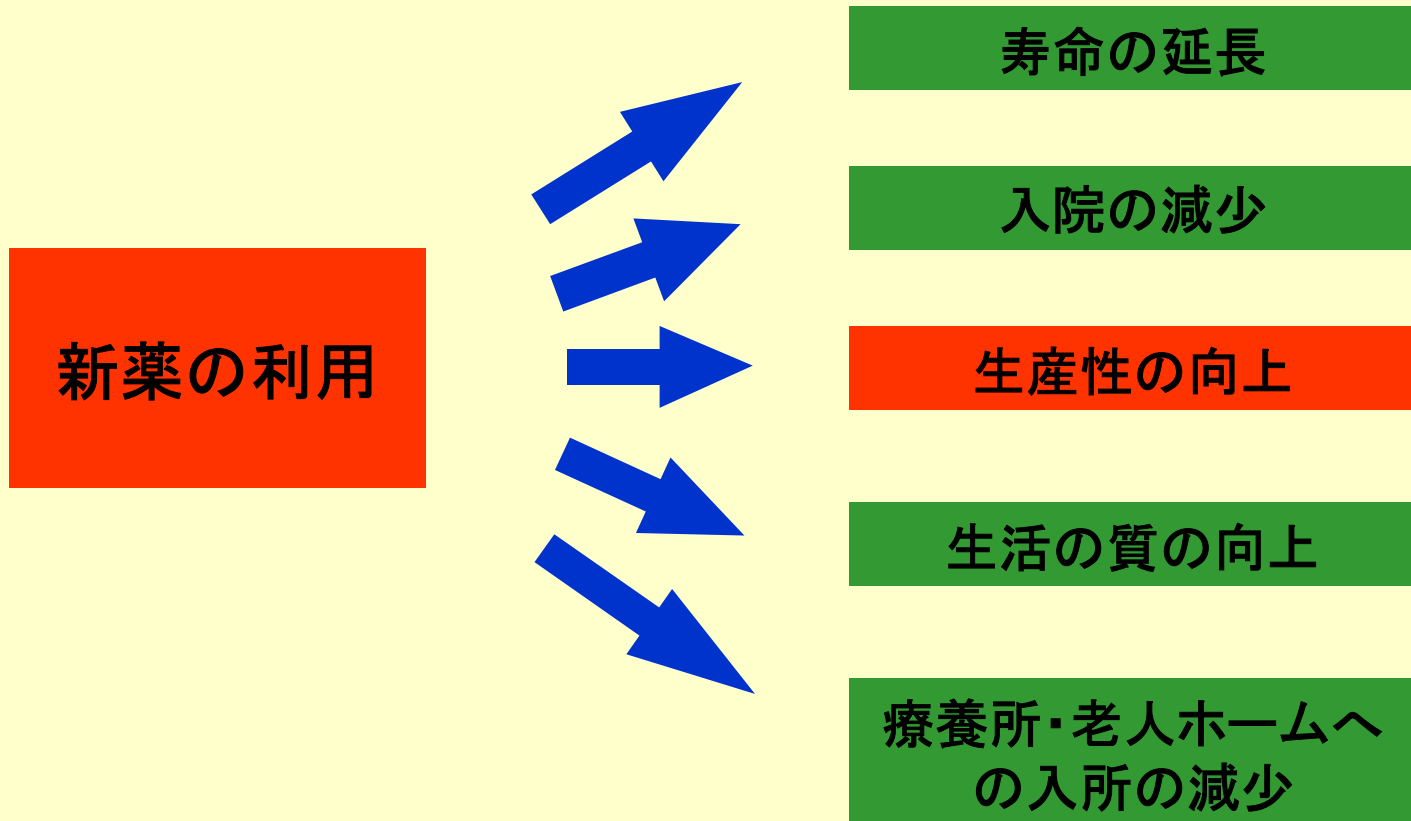 寿命の延長
入院の減少
新薬の利用
生産性の向上
生活の質の向上
療養所・老人ホームへ
の入所の減少